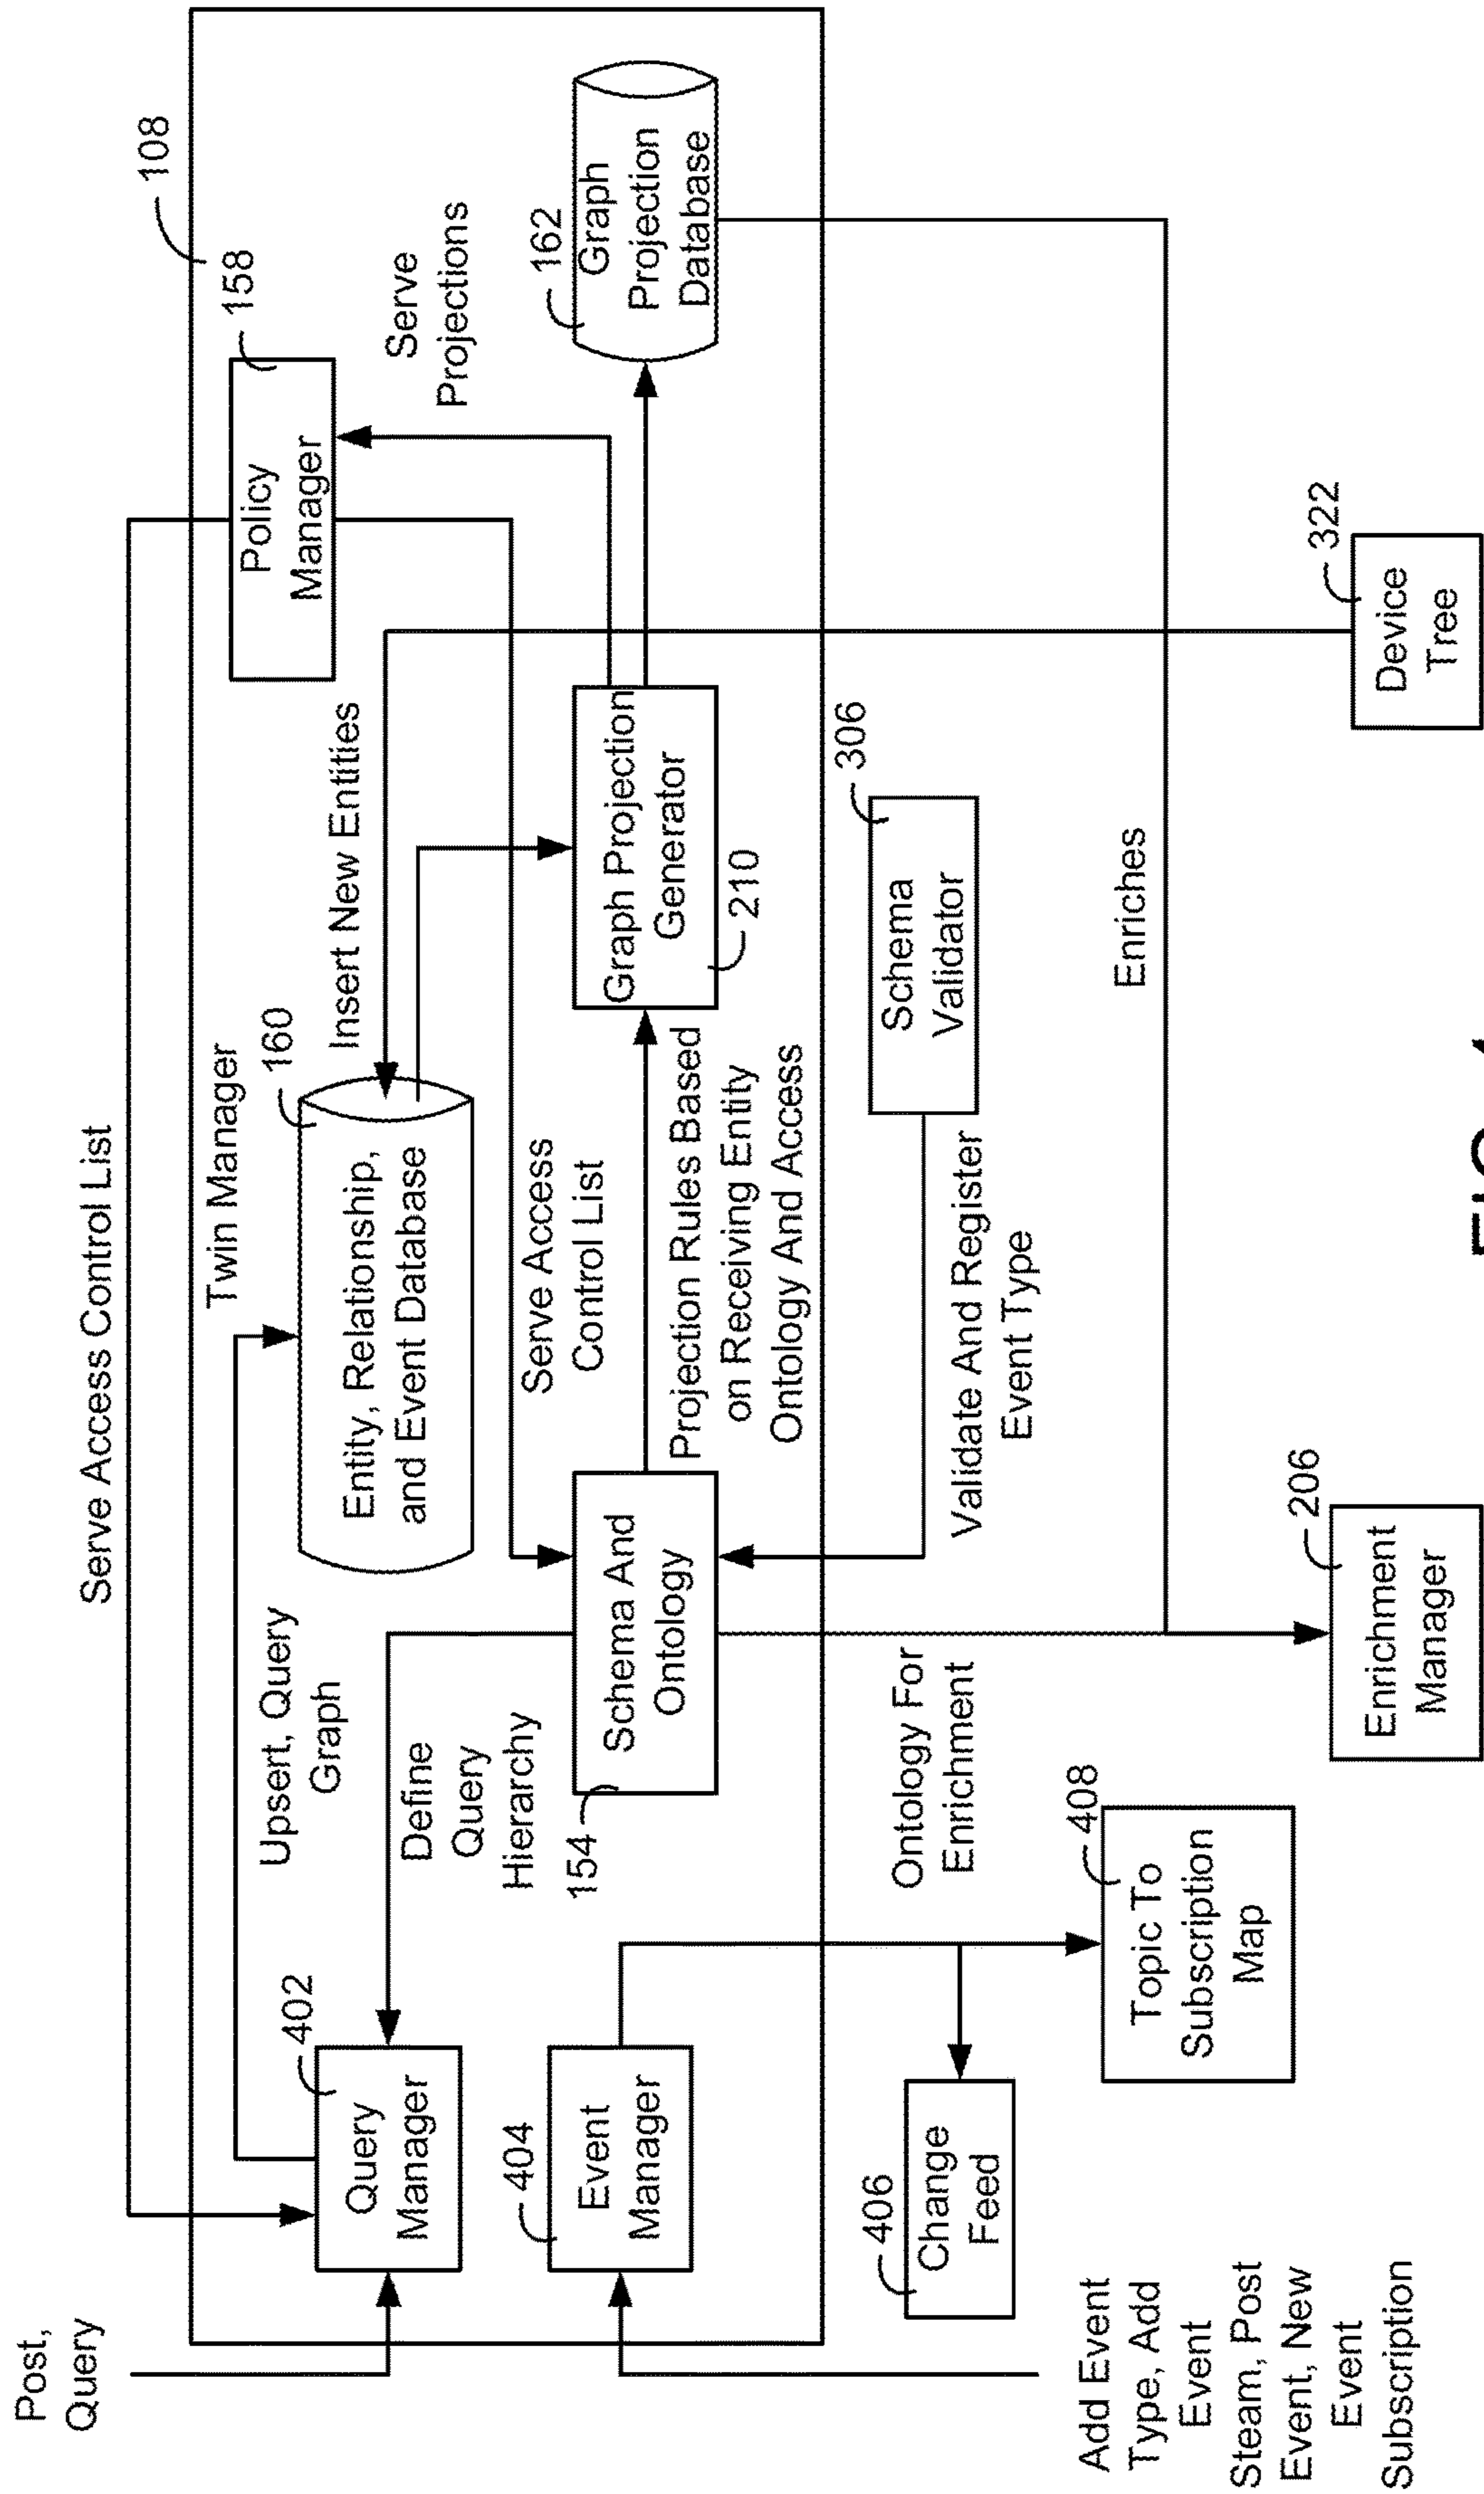 Post,
Query
Serve Access Control List
108
Twin Manager
158
Policy
Manager
Upsert, Query
Graph
160
Entity, Relationship,
and Event Database
Insert New Entities
Serve
Projections
402
Query
Manager
Define
Query
Hierarchy
Serve Access
Control List
162
Graph
Projection
Database
404
Event
Manager
154
Schema And
Ontology
Projection Rules Based
on Receiving Entity
Ontology And Access
Graph Projection
Generator
210
306
Schema
Validator
Validate And Register
Event Type
Ontology For
Enrichment
406
Change
Feed
Enriches
408
Topic To
Subscription
Map
Add Event
Type, Add
Event
Steam, Post
Event, New
Event
Subscription
206
Enrichment
Manager
322
Device
Tree